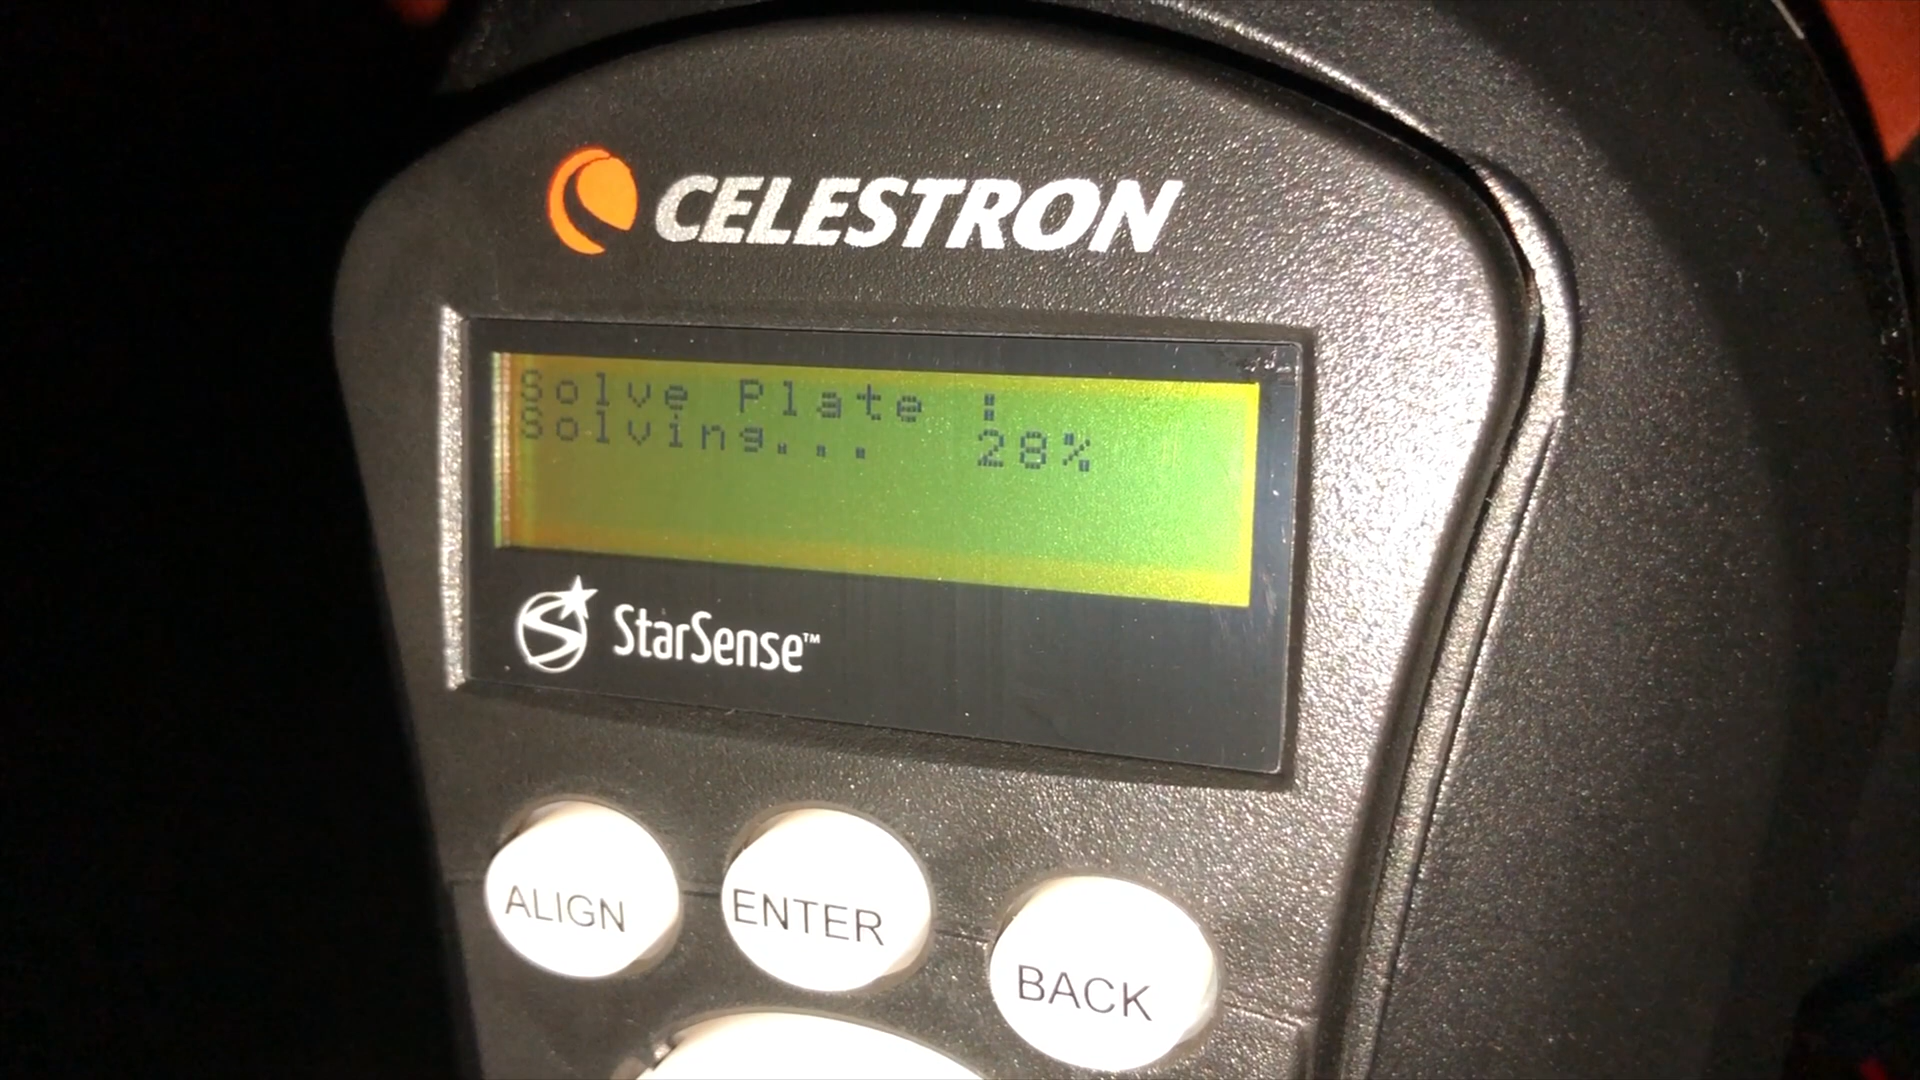 CELESTRON
Solve Plate :
Solving... 28%
StarSense™
ALIGN
ENTER
BACK